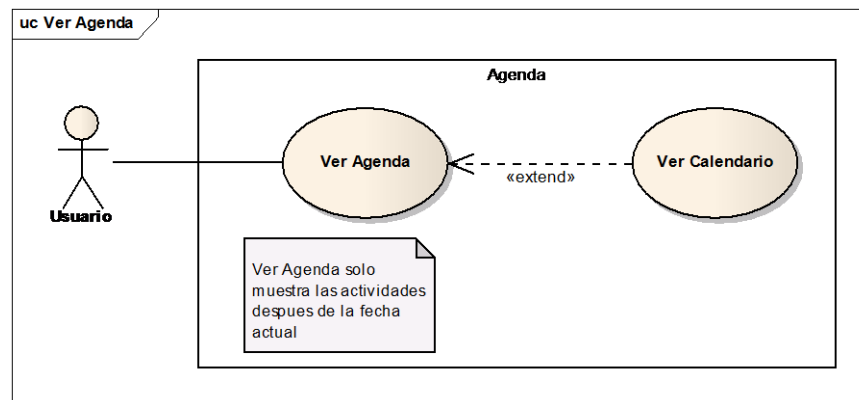 uc Ver Agenda
Agenda
Ver Agenda
Ver Calendario
«extend»
Usuario
Ver Agenda solo
muestra las actividades
despues de la fecha
actual